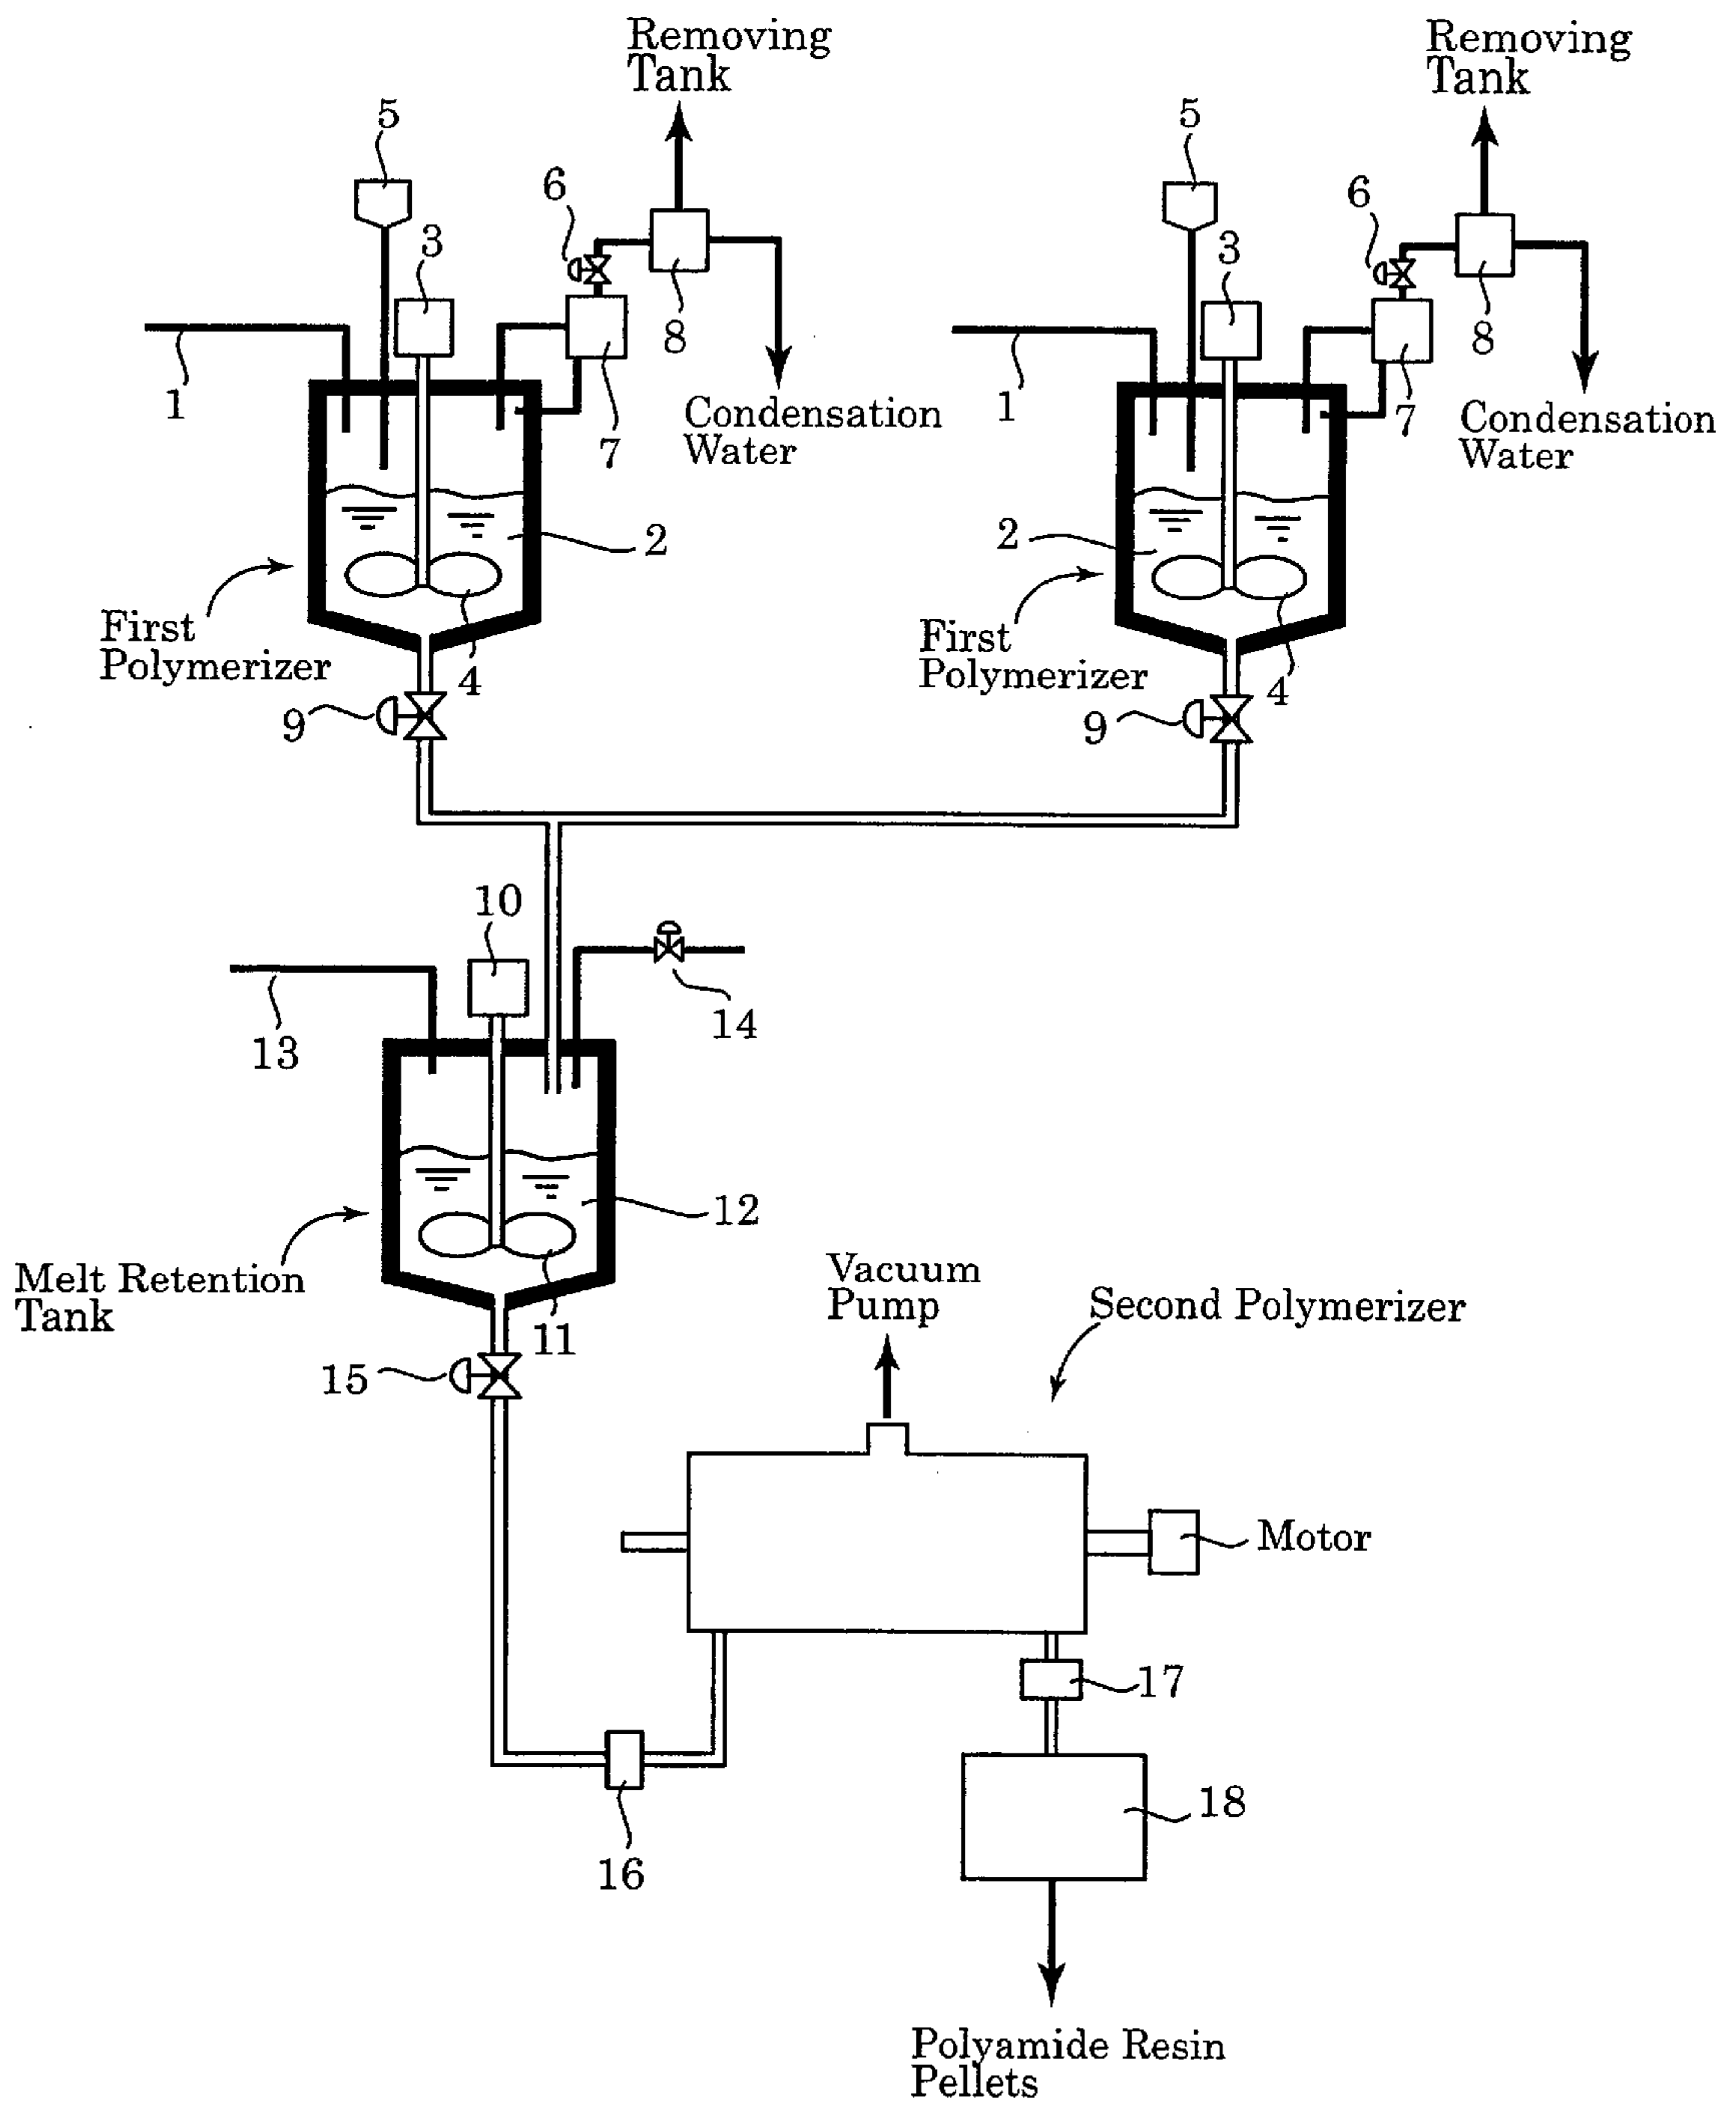 Removing
Tank
Removing
Tank
5
5
6
6
3
3
8
8
1
1
7
7
Condensation
Water
Condensation
Water
2
2
First
Polymerizer
First
Polymerizer
4
4
9
9
10
14
13
12
Melt Retention
Tank
11
Vacuum
Pump
Second Polymerizer
15
Motor
17
18
16
Polyamide Resin
Pellets